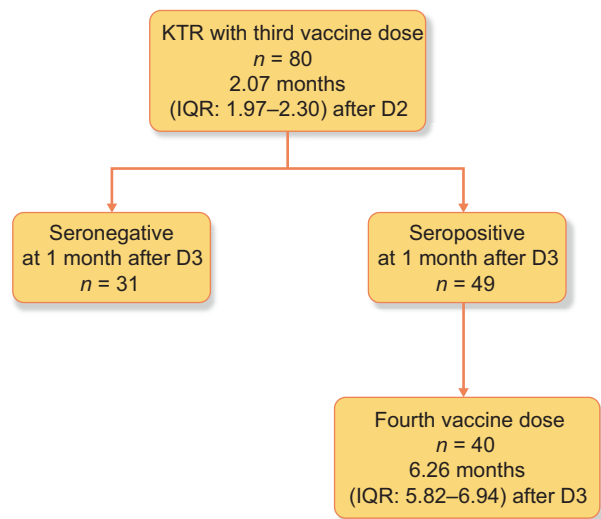 KTR with third vaccine dose
n = 80
2.07 months
(IQR: 1.97–2.30) after D2
Seronegative
at 1 month after D3
n = 31
Seropositive
at 1 month after D3
n = 49
Fourth vaccine dose
n = 40
6.26 months
(IQR: 5.82–6.94) after D3